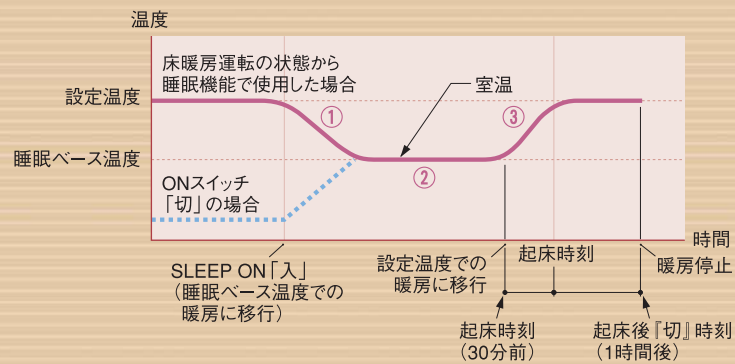 温度
床暖房運転の状態から
睡眠機能で使用した場合
室温
設定温度
①
③
睡眠ベース温度
②
ONスイッチ
「切」の場合
時間
SLEEP ON「入」
（睡眠ベース温度での
暖房に移行）
設定温度での
暖房に移行
起床時刻
暖房停止
起床時刻
（30分前）
起床後『切』時刻
（1時間後）